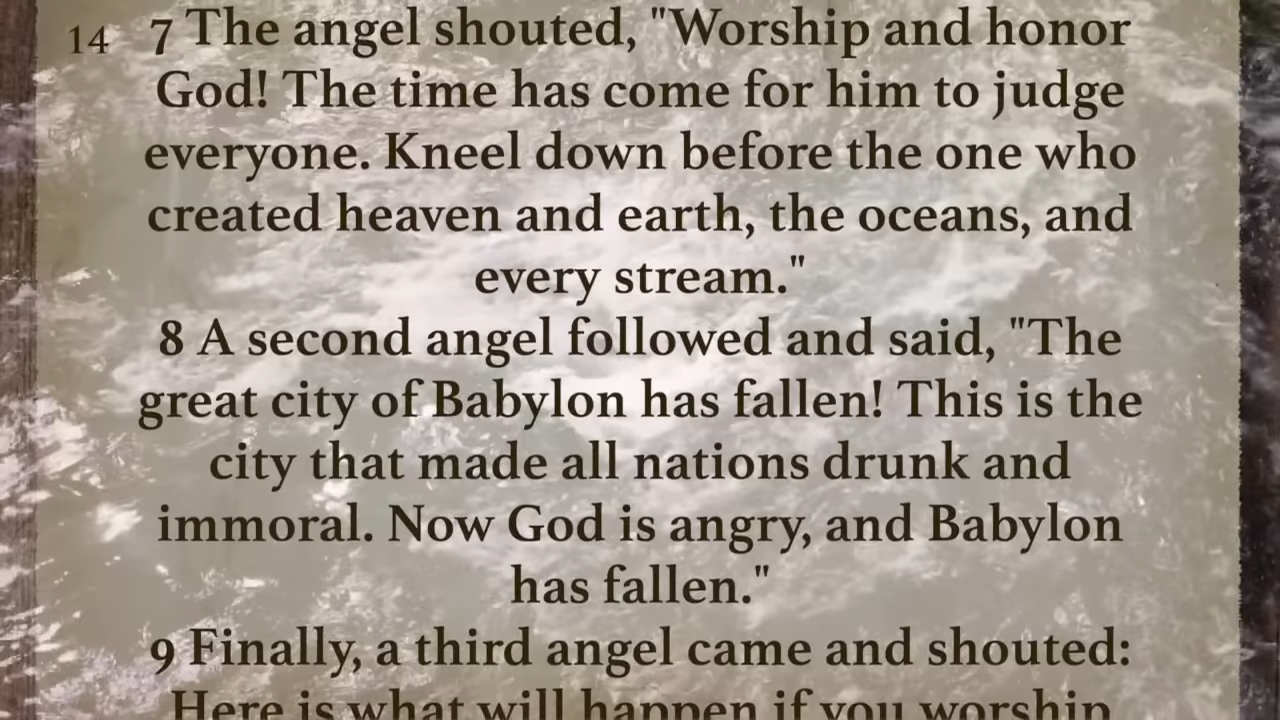 14 7 The angel shouted, "Worship and honor
God! The time has come for him to judge
everyone. Kneel down before the one who
created heaven and earth, the oceans, and
every stream."
8 A second angel followed and said, "The
great city of Babylon has fallen! This is the
city that made all nations drunk and
immoral. Now God is angry, and Babylon
has fallen."
9 Finally, a third angel came and shouted:
Here is what will happen if you worship